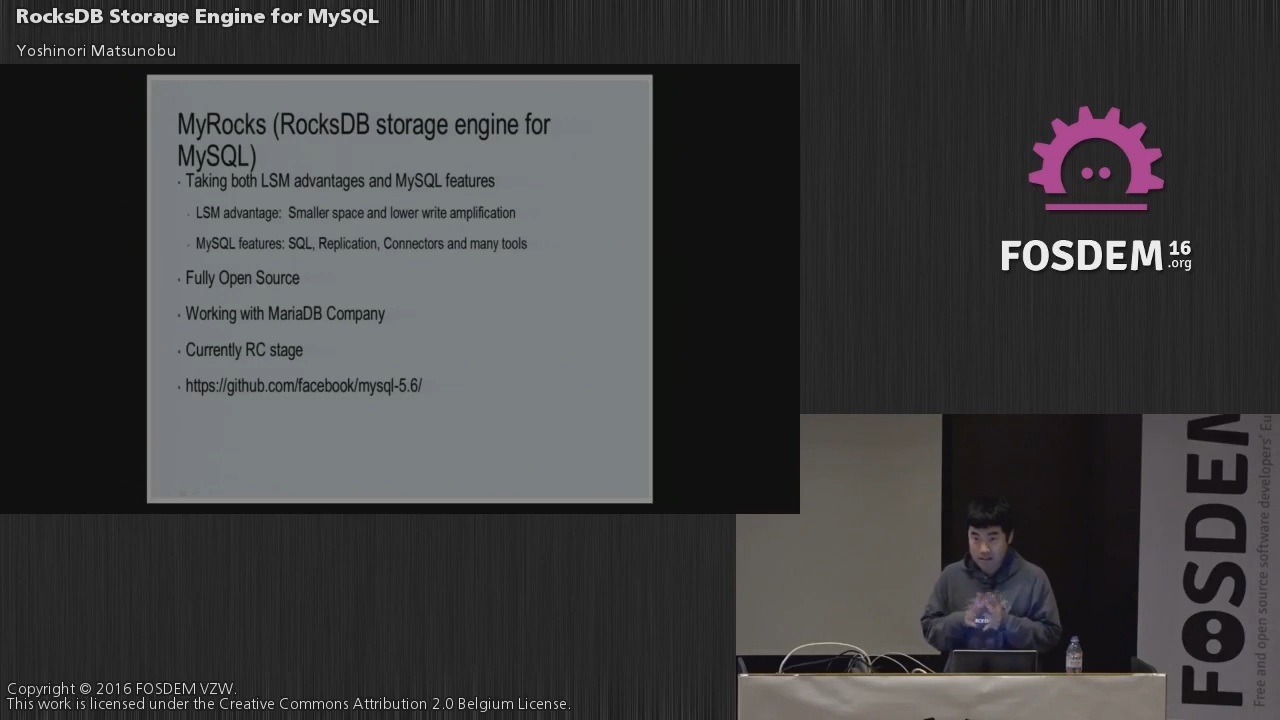 RocksDB Storage Engine for MySQL
Yoshinori Matsunobu
MyRocks (RocksDB storage engine for
MySQL)
Taking both LSM advantages and MySQL features
LSM advantage: Smaller space and lower write amplification
MySQL features: SQL, Replication, Connectors and many tools
Fully Open Source
Working with MariaDB Company
Currently RC stage
https://github.com/facebook/mysql-5.6/
FOSDEM 16
.org
FOSDEM
Free and open source software developers' Eu
Copyright © 2016 FOSDEM VZW.
This work is licensed under the Creative Commons Attribution 2.0 Belgium License.